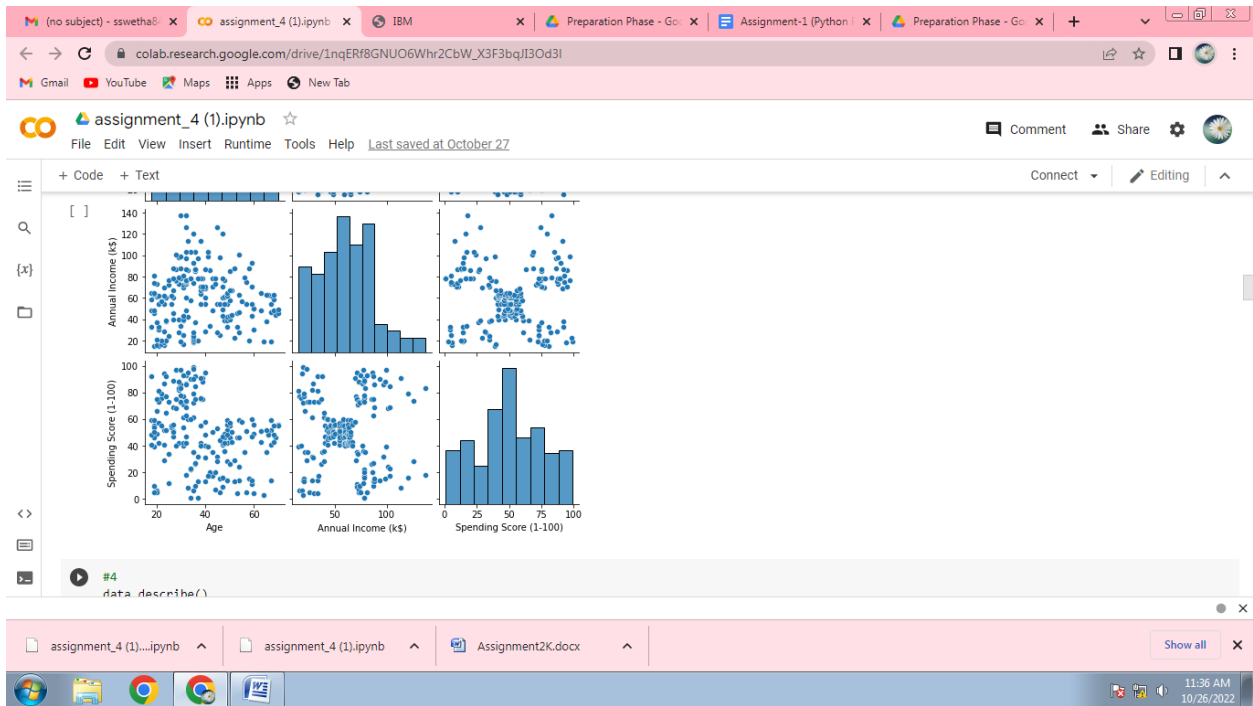 (no subject) - sswetha8
assignment_4 (1).ipynb
IBM
Preparation Phase - Goo
Assignment-1 (Python
Preparation Phase - Goo
colab.research.google.com/drive/1nqERf8GNUO6Whr2CbW_X3F3bqJI3Od3I
Gmail YouTube Maps Apps New Tab
assignment_4 (1).ipynb
File Edit View Insert Runtime Tools Help Last saved at October 27
Comment Share
+ Code + Text
Connect Editing
[ ]
{x}
140
120
100
80
60
40
20
Annual Income (k$)
100
80
60
40
20
0
Spending Score (1-100)
20 40 60 50 100 0 25 50 75 100
Age Annual Income (k$) Spending Score (1-100)
#4
data.describe()
assignment_4 (1)....ipynb
assignment_4 (1).ipynb
Assignment2K.docx
Show all
11:36 AM
10/26/2022